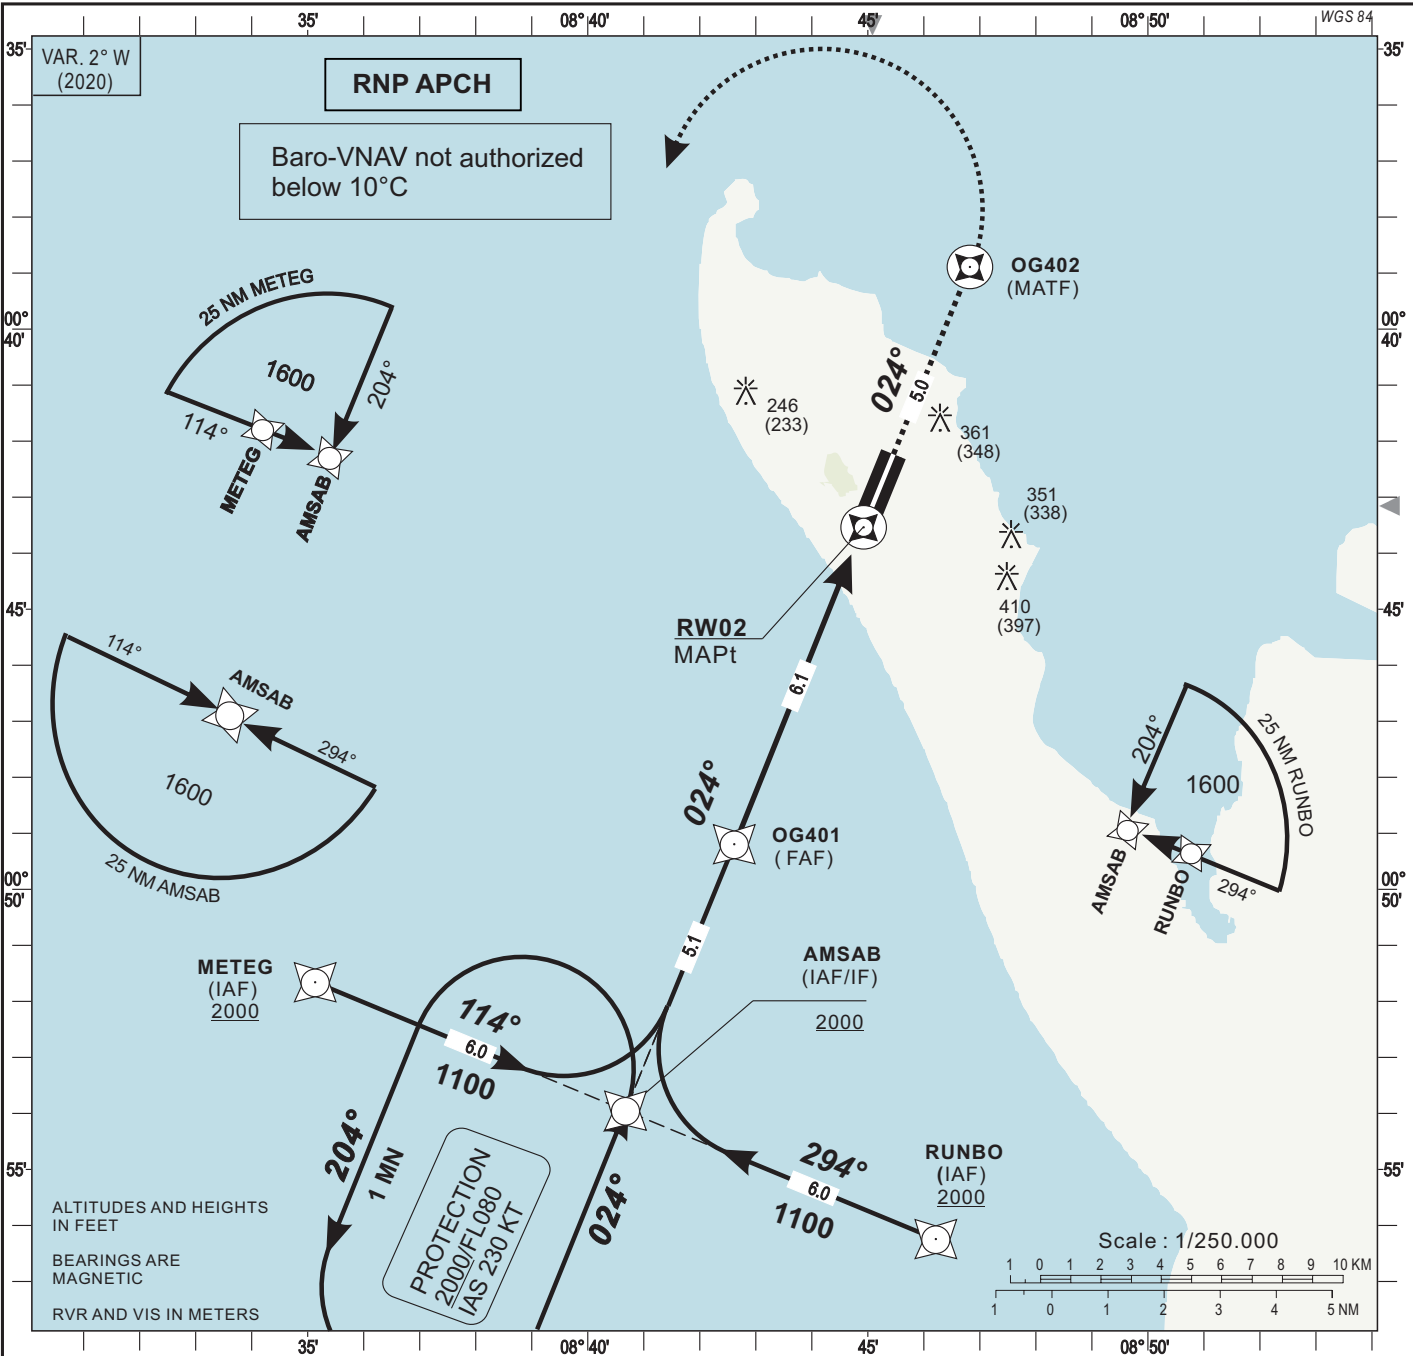 35'
08° 40'
45'
08° 50'
WGS 84
35'
35'
VAR. 2° W
(2020)
RNP APCH
Baro-VNAV not authorized
below 10°C
OG402
(MATF)
25 NM METEG
1600
204°
114°
METEG
AMSAB
00°
40'
00°
40'
024°
5.0
246
(233)
361
(348)
351
(338)
410
(397)
45'
45'
RW02
MAPt
6.1
114°
AMSAB
294°
1600
25 NM AMSAB
204°
1600
25 NM RUNBO
AMSAB
RUNBO
294°
024°
OG401
( FAF)
00°
50'
00°
50'
5.1
METEG
(IAF)
2000
AMSAB
(IAF/IF)
2000
114°
6.0
1100
204°
1 MN
PROTECTION
2000/FL080
IAS 230 KT
024°
294°
6.0
1100
RUNBO
(IAF)
2000
55'
55'
ALTITUDES AND HEIGHTS
IN FEET
BEARINGS ARE
MAGNETIC
RVR AND VIS IN METERS
Scale : 1/250.000
1 0 1 2 3 4 5 6 7 8 9 10 KM
1 0 1 2 3 4 5 NM
35'
08° 40'
45'
08° 50'